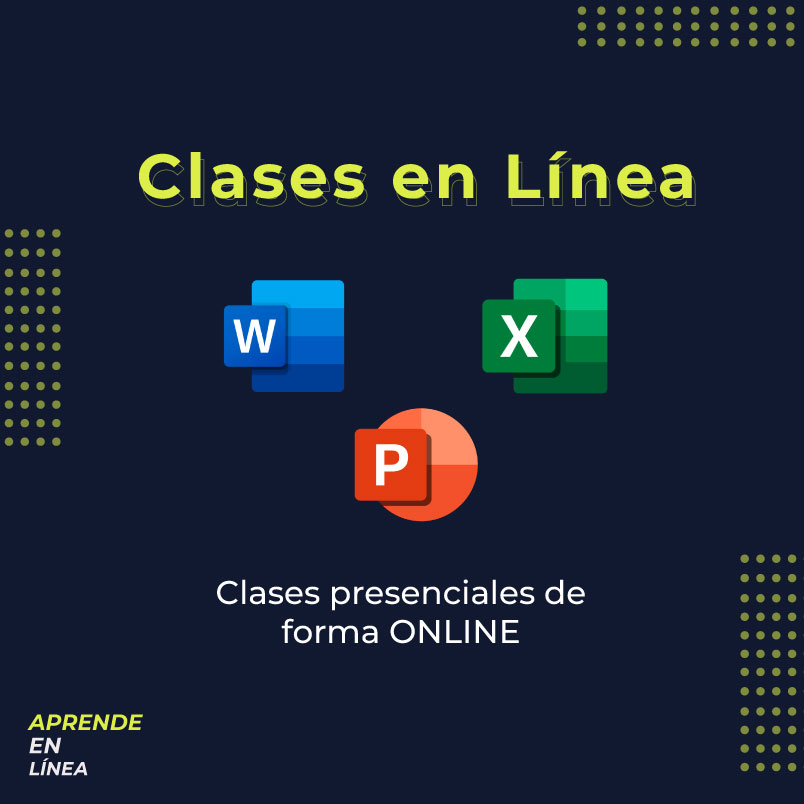 Clases en Línea
W
X
P
Clases presenciales de
forma ONLINE
APRENDE
EN
LÍNEA